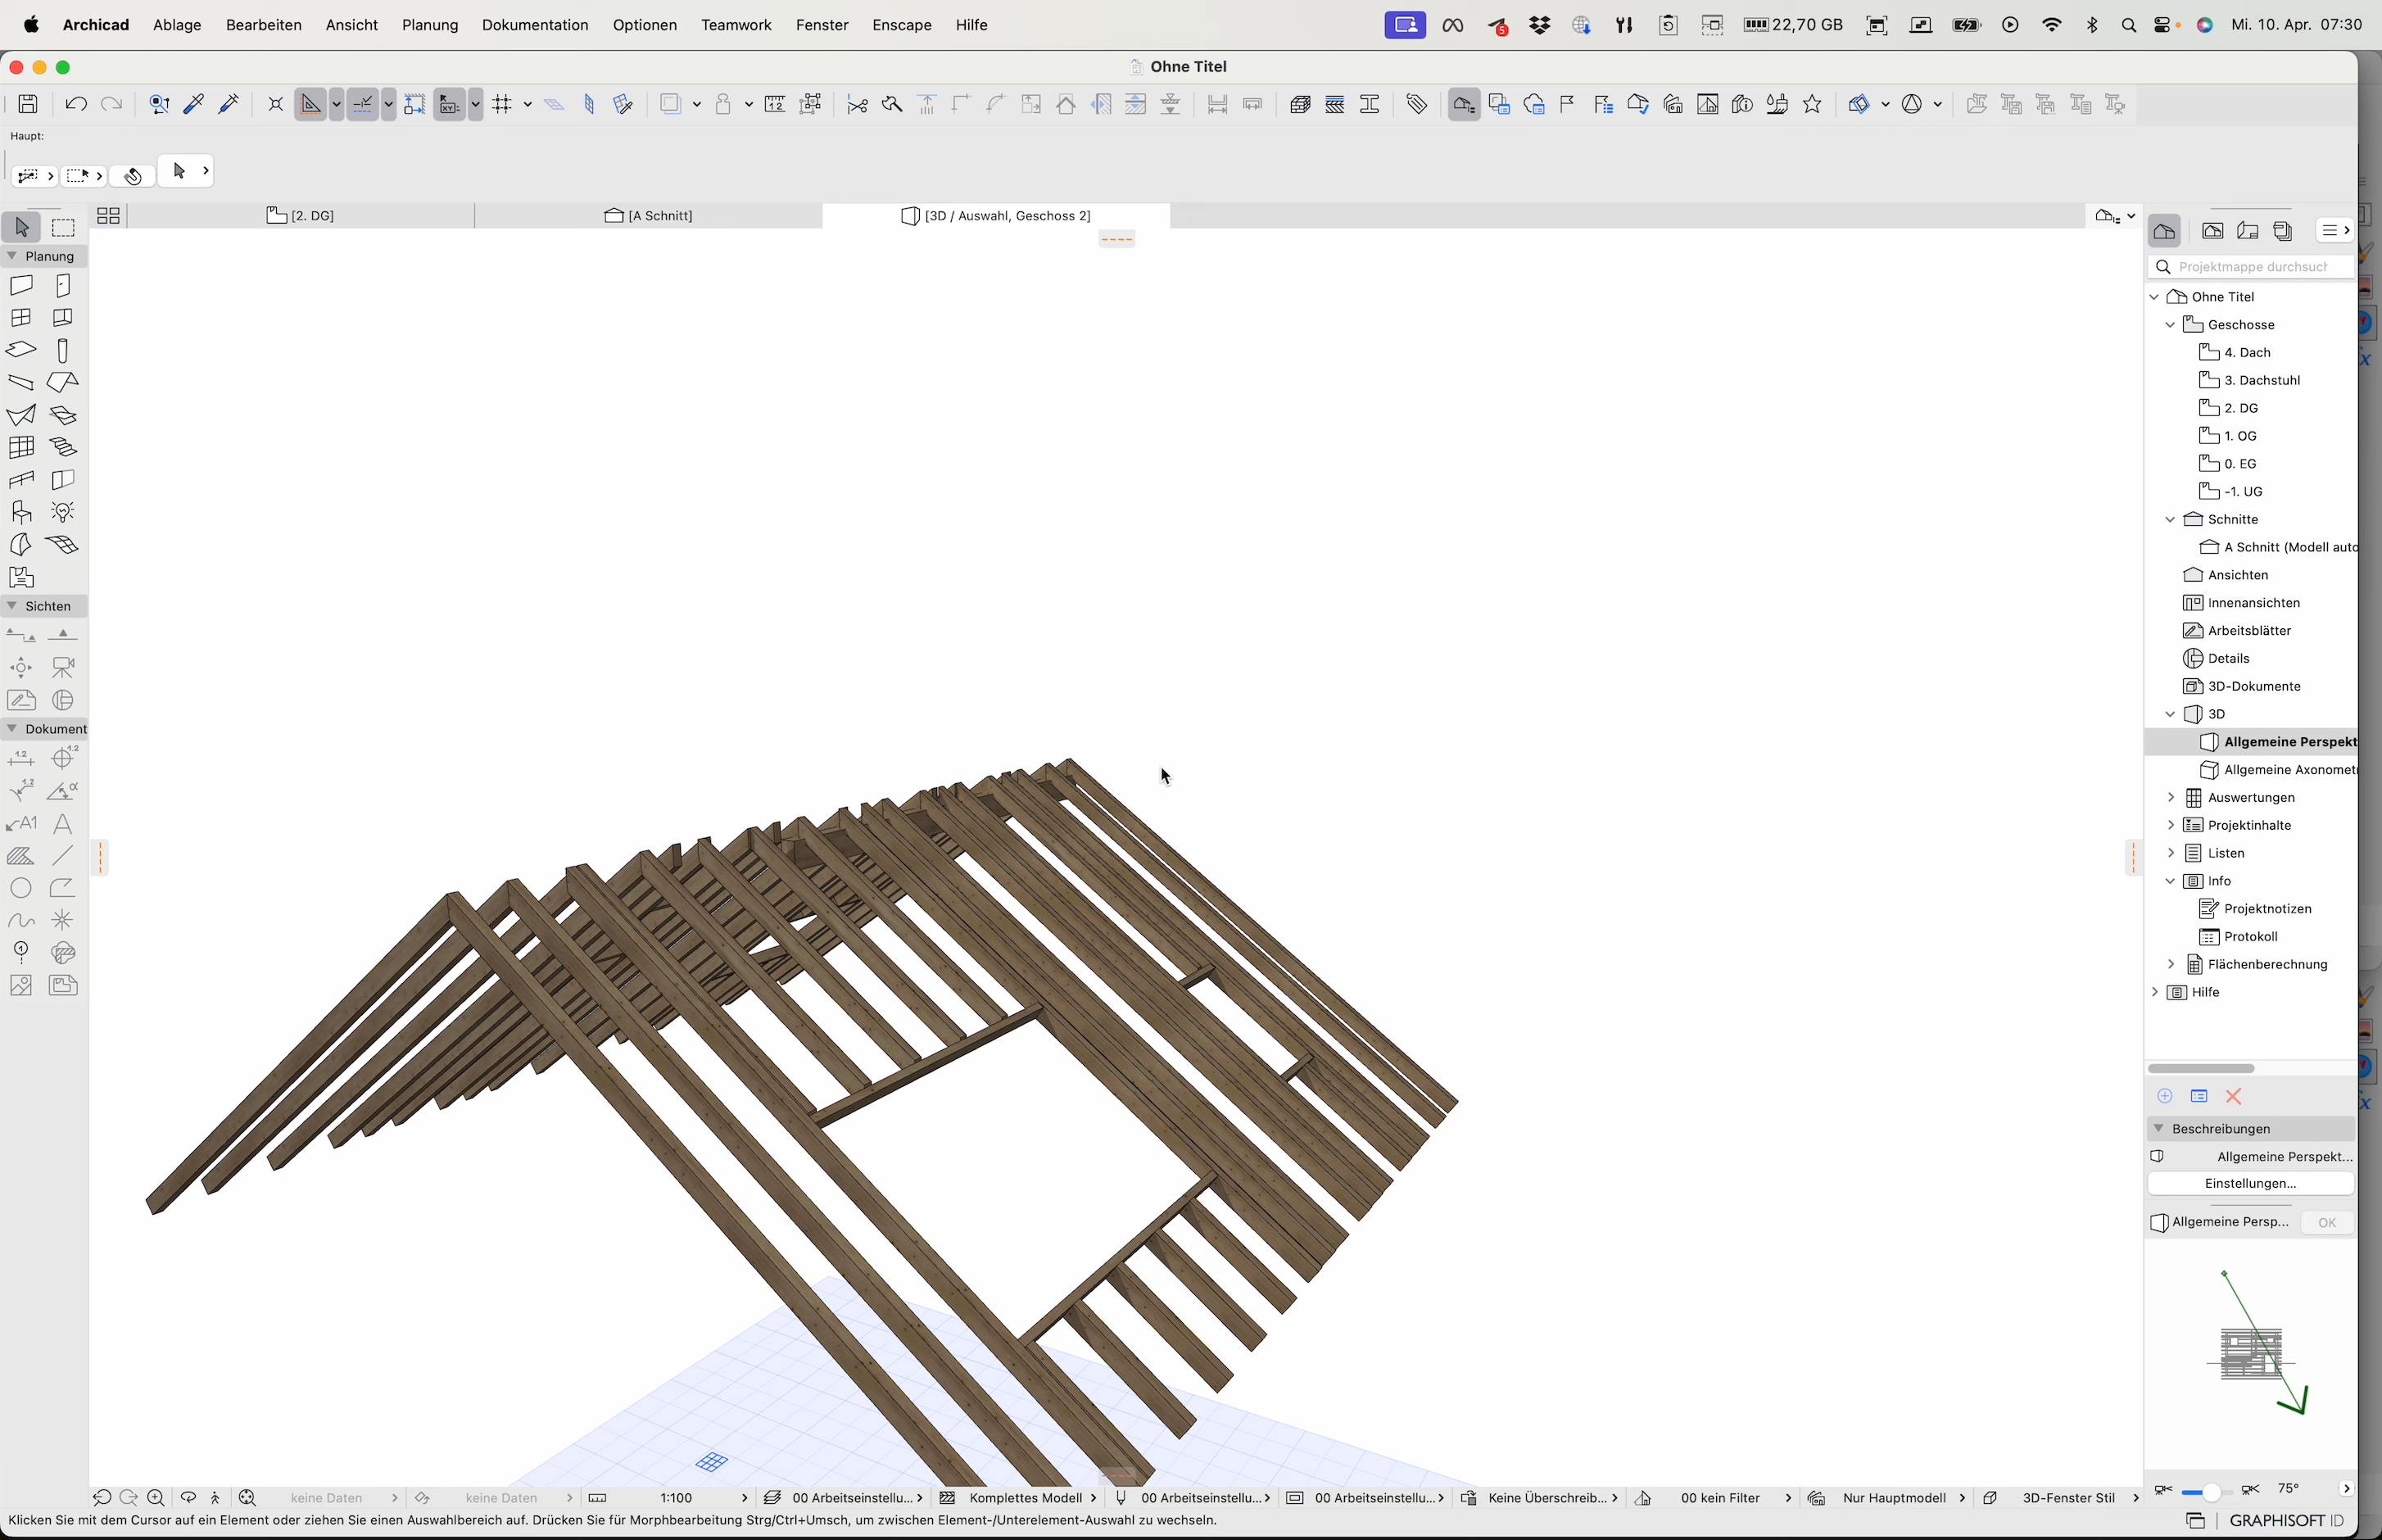 Archicad Ablage Bearbeiten Ansicht Planung Dokumentation Optionen Teamwork Fenster Enscape Hilfe 5 22,70 GB Mi. 10. Apr. 07:30
Ohne Titel
Haupt:
[2. DG] [A Schnitt] [3D / Auswahl, Geschoss 2]
Planung
Sichten
Dokument
Projektmappe durchsuch
Ohne Titel
Geschosse
4. Dach
3. Dachstuhl
2. DG
1. OG
0. EG
-1. UG
Schnitte
A Schnitt (Modell auto
Ansichten
Innenansichten
Arbeitsblätter
Details
3D-Dokumente
3D
Allgemeine Perspekt
Allgemeine Axonomet
Auswertungen
Projektinhalte
Listen
Info
Projektnotizen
Protokoll
Flächenberechnung
Hilfe
Beschreibungen
Allgemeine Perspekt...
Einstellungen...
Allgemeine Persp... OK
keine Daten keine Daten 1:100 00 Arbeitseinstellu... Komplettes Modell 00 Arbeitseinstellu... 00 Arbeitseinstellu... Keine Überschreib... 00 kein Filter Nur Hauptmodell 3D-Fenster Stil 75°
Klicken Sie mit dem Cursor auf ein Element oder ziehen Sie einen Auswahlbereich auf. Drücken Sie für Morphbearbeitung Strg/Ctrl+Umsch, um zwischen Element-/Unterelement-Auswahl zu wechseln. GRAPHISOFT ID